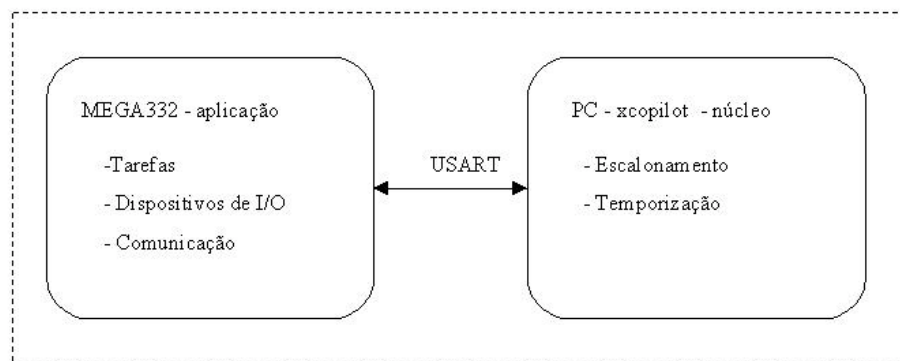 MEGA332 - aplicação
-Tarefas
- Dispositivos de I/O
- Comunicação
USART
PC - xcopilot - núcleo
- Escalonamento
- Temporização